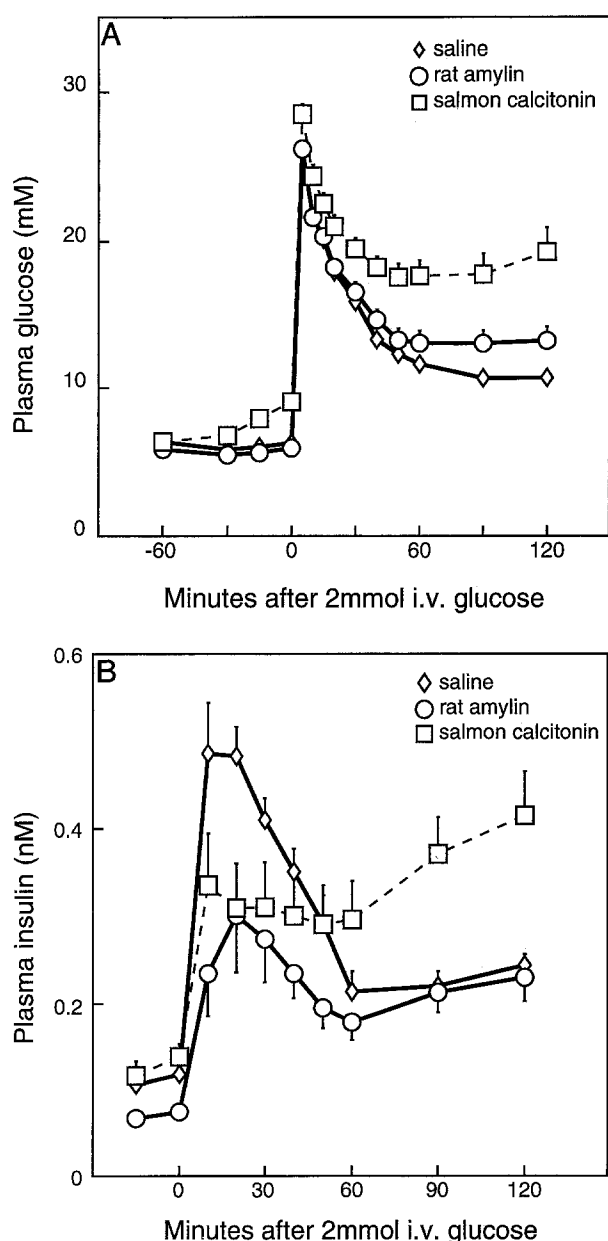 A
saline
rat amylin
salmon calcitonin
30
20
10
0
Plasma glucose (mM)
-60 0 60 120
Minutes after 2mmol i.v. glucose
B
saline
rat amylin
salmon calcitonin
0.6
0.4
0.2
0
Plasma insulin (nM)
0 30 60 90 120
Minutes after 2mmol i.v. glucose